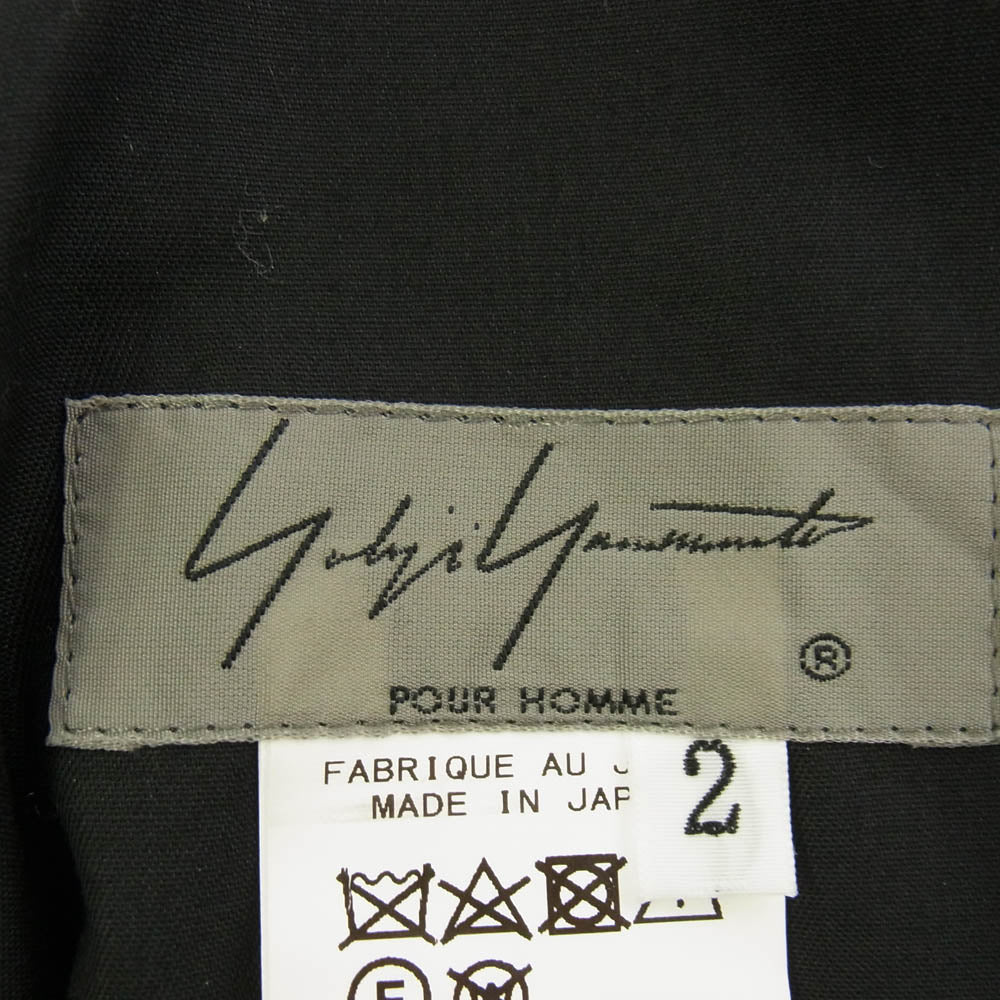 Yohji Yamamoto
®
POUR HOMME
FABRIQUE AU J
MADE IN JAP
2
F